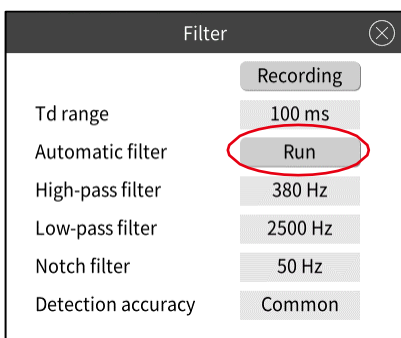 Filter
Recording
Td range 100 ms
Automatic filter Run
High-pass filter 380 Hz
Low-pass filter 2500 Hz
Notch filter 50 Hz
Detection accuracy Common